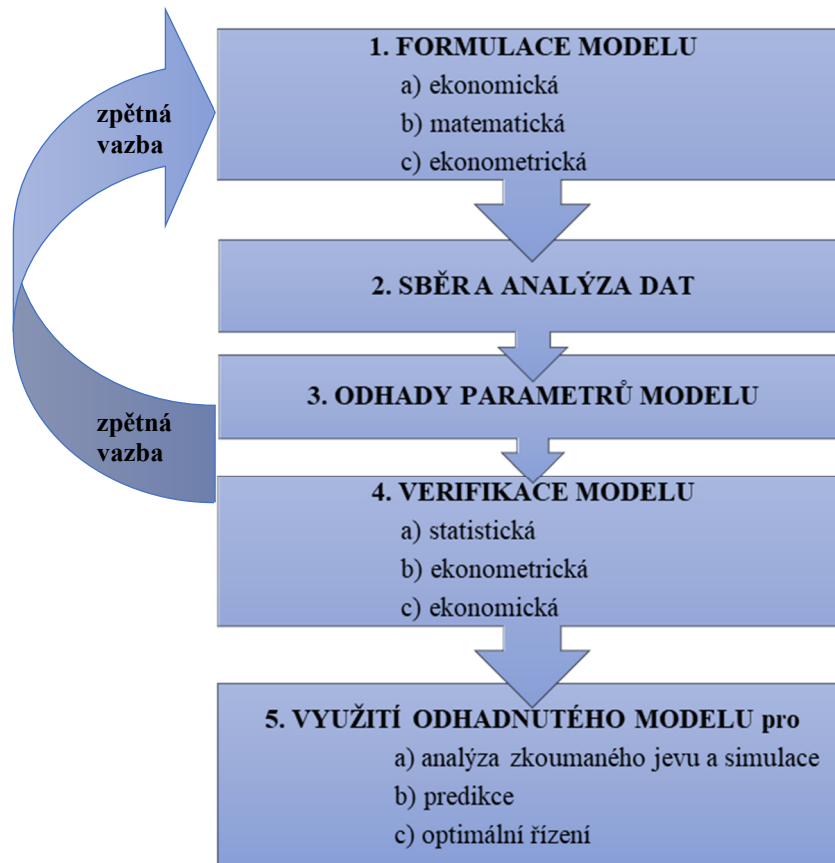 1. FORMULACE MODELU
a) ekonomická
b) matematická
c) ekonometrická
zpětná
vazba
2. SBĚR A ANALÝZA DAT
3. ODHADY PARAMETRŮ MODELU
zpětná
vazba
4. VERIFIKACE MODELU
a) statistická
b) ekonometrická
c) ekonomická
5. VYUŽITÍ ODHADNUTÉHO MODELU pro
a) analýza zkoumaného jevu a simulace
b) predikce
c) optimální řízení